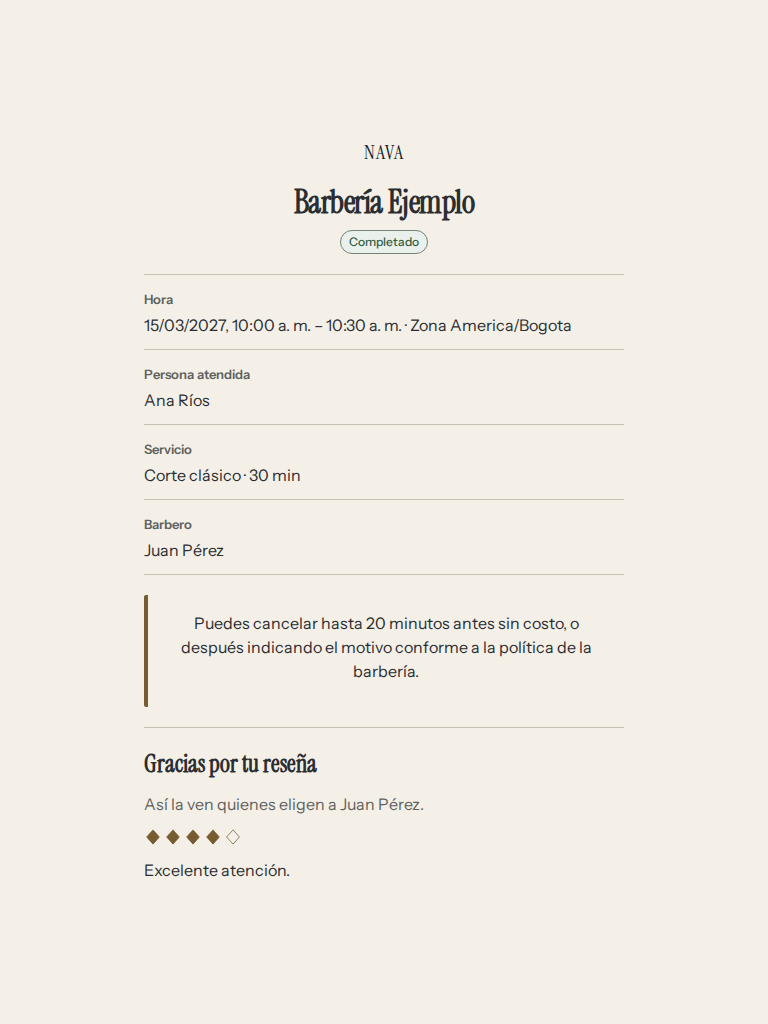 NAVA
Barbería Ejemplo
Completado
Hora
15/03/2027, 10:00 a. m. – 10:30 a. m. · Zona America/Bogota
Persona atendida
Ana Ríos
Servicio
Corte clásico · 30 min
Barbero
Juan Pérez
Puedes cancelar hasta 20 minutos antes sin costo, o
después indicando el motivo conforme a la política de la
barbería.
Gracias por tu reseña
Así la ven quienes eligen a Juan Pérez.
Excelente atención.